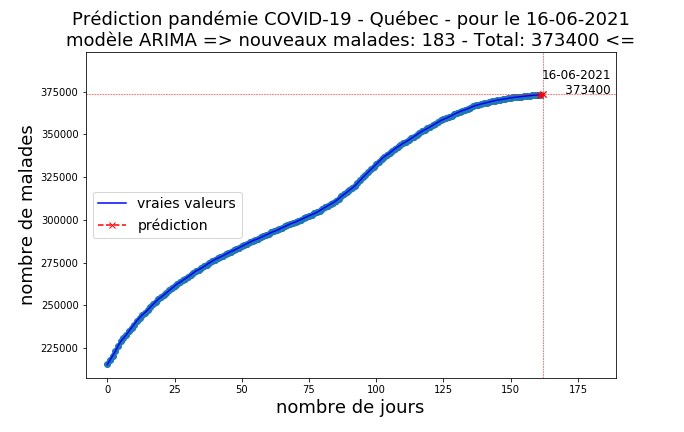 Prédiction pandémie COVID-19 - Québec - pour le 16-06-2021
modèle ARIMA => nouveaux malades: 183 - Total: 373400 <=
16-06-2021
373400
375000
350000
325000
300000
275000
250000
225000
nombre de malades
vraies valeurs
prédiction
0 25 50 75 100 125 150 175
nombre de jours